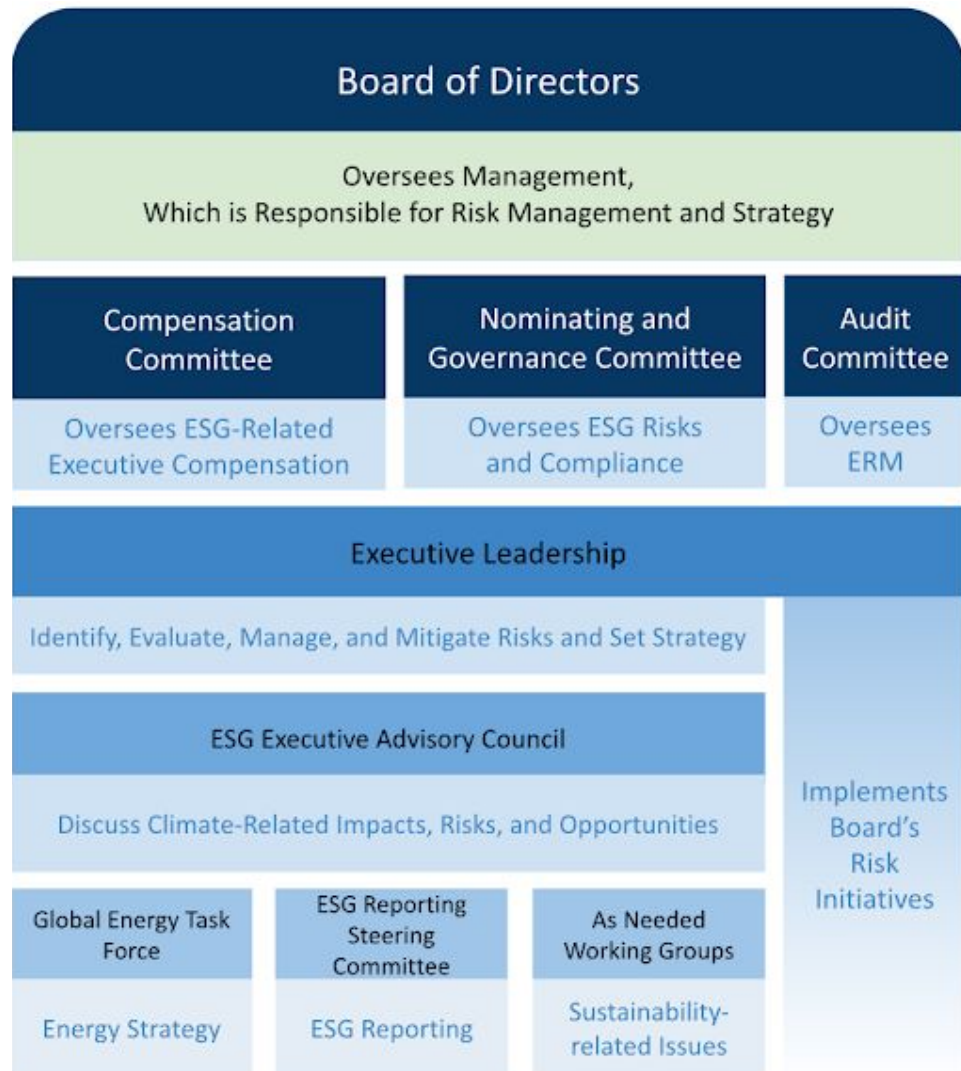 Board of Directors
Oversees Management,
Which is Responsible for Risk Management and Strategy
Compensation
Committee
Oversees ESG-Related
Executive Compensation
Nominating and
Governance Committee
Oversees ESG Risks
and Compliance
Audit
Committee
Oversees
ERM
Executive Leadership
Identify, Evaluate, Manage, and Mitigate Risks and Set Strategy
ESG Executive Advisory Council
Discuss Climate-Related Impacts, Risks, and Opportunities
Implements
Board's
Risk
Initiatives
Global Energy Task
Force
Energy Strategy
ESG Reporting
Steering
Committee
ESG Reporting
As Needed
Working Groups
Sustainability-
related Issues